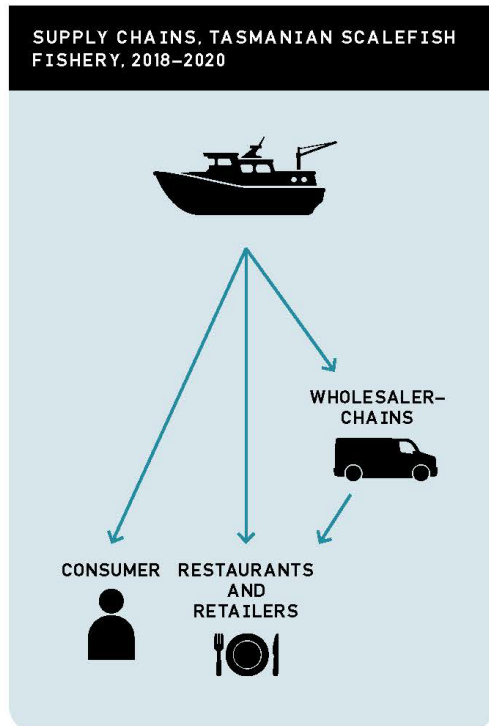 SUPPLY CHAINS, TASMANIAN SCALEFISH
FISHERY, 2018–2020
WHOLESALER–
CHAINS
CONSUMER
RESTAURANTS
AND
RETAILERS